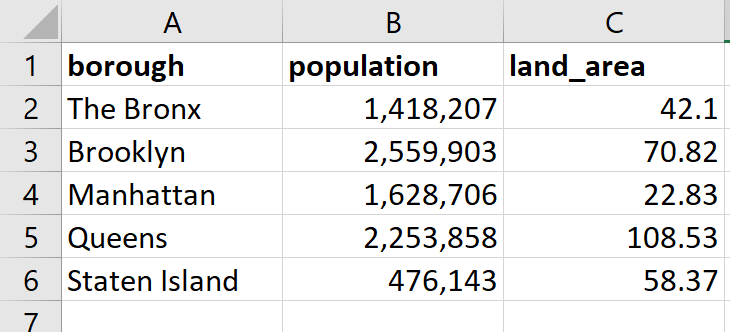 A B C
1 borough population land_area
2 The Bronx 1,418,207 42.1
3 Brooklyn 2,559,903 70.82
4 Manhattan 1,628,706 22.83
5 Queens 2,253,858 108.53
6 Staten Island 476,143 58.37
7